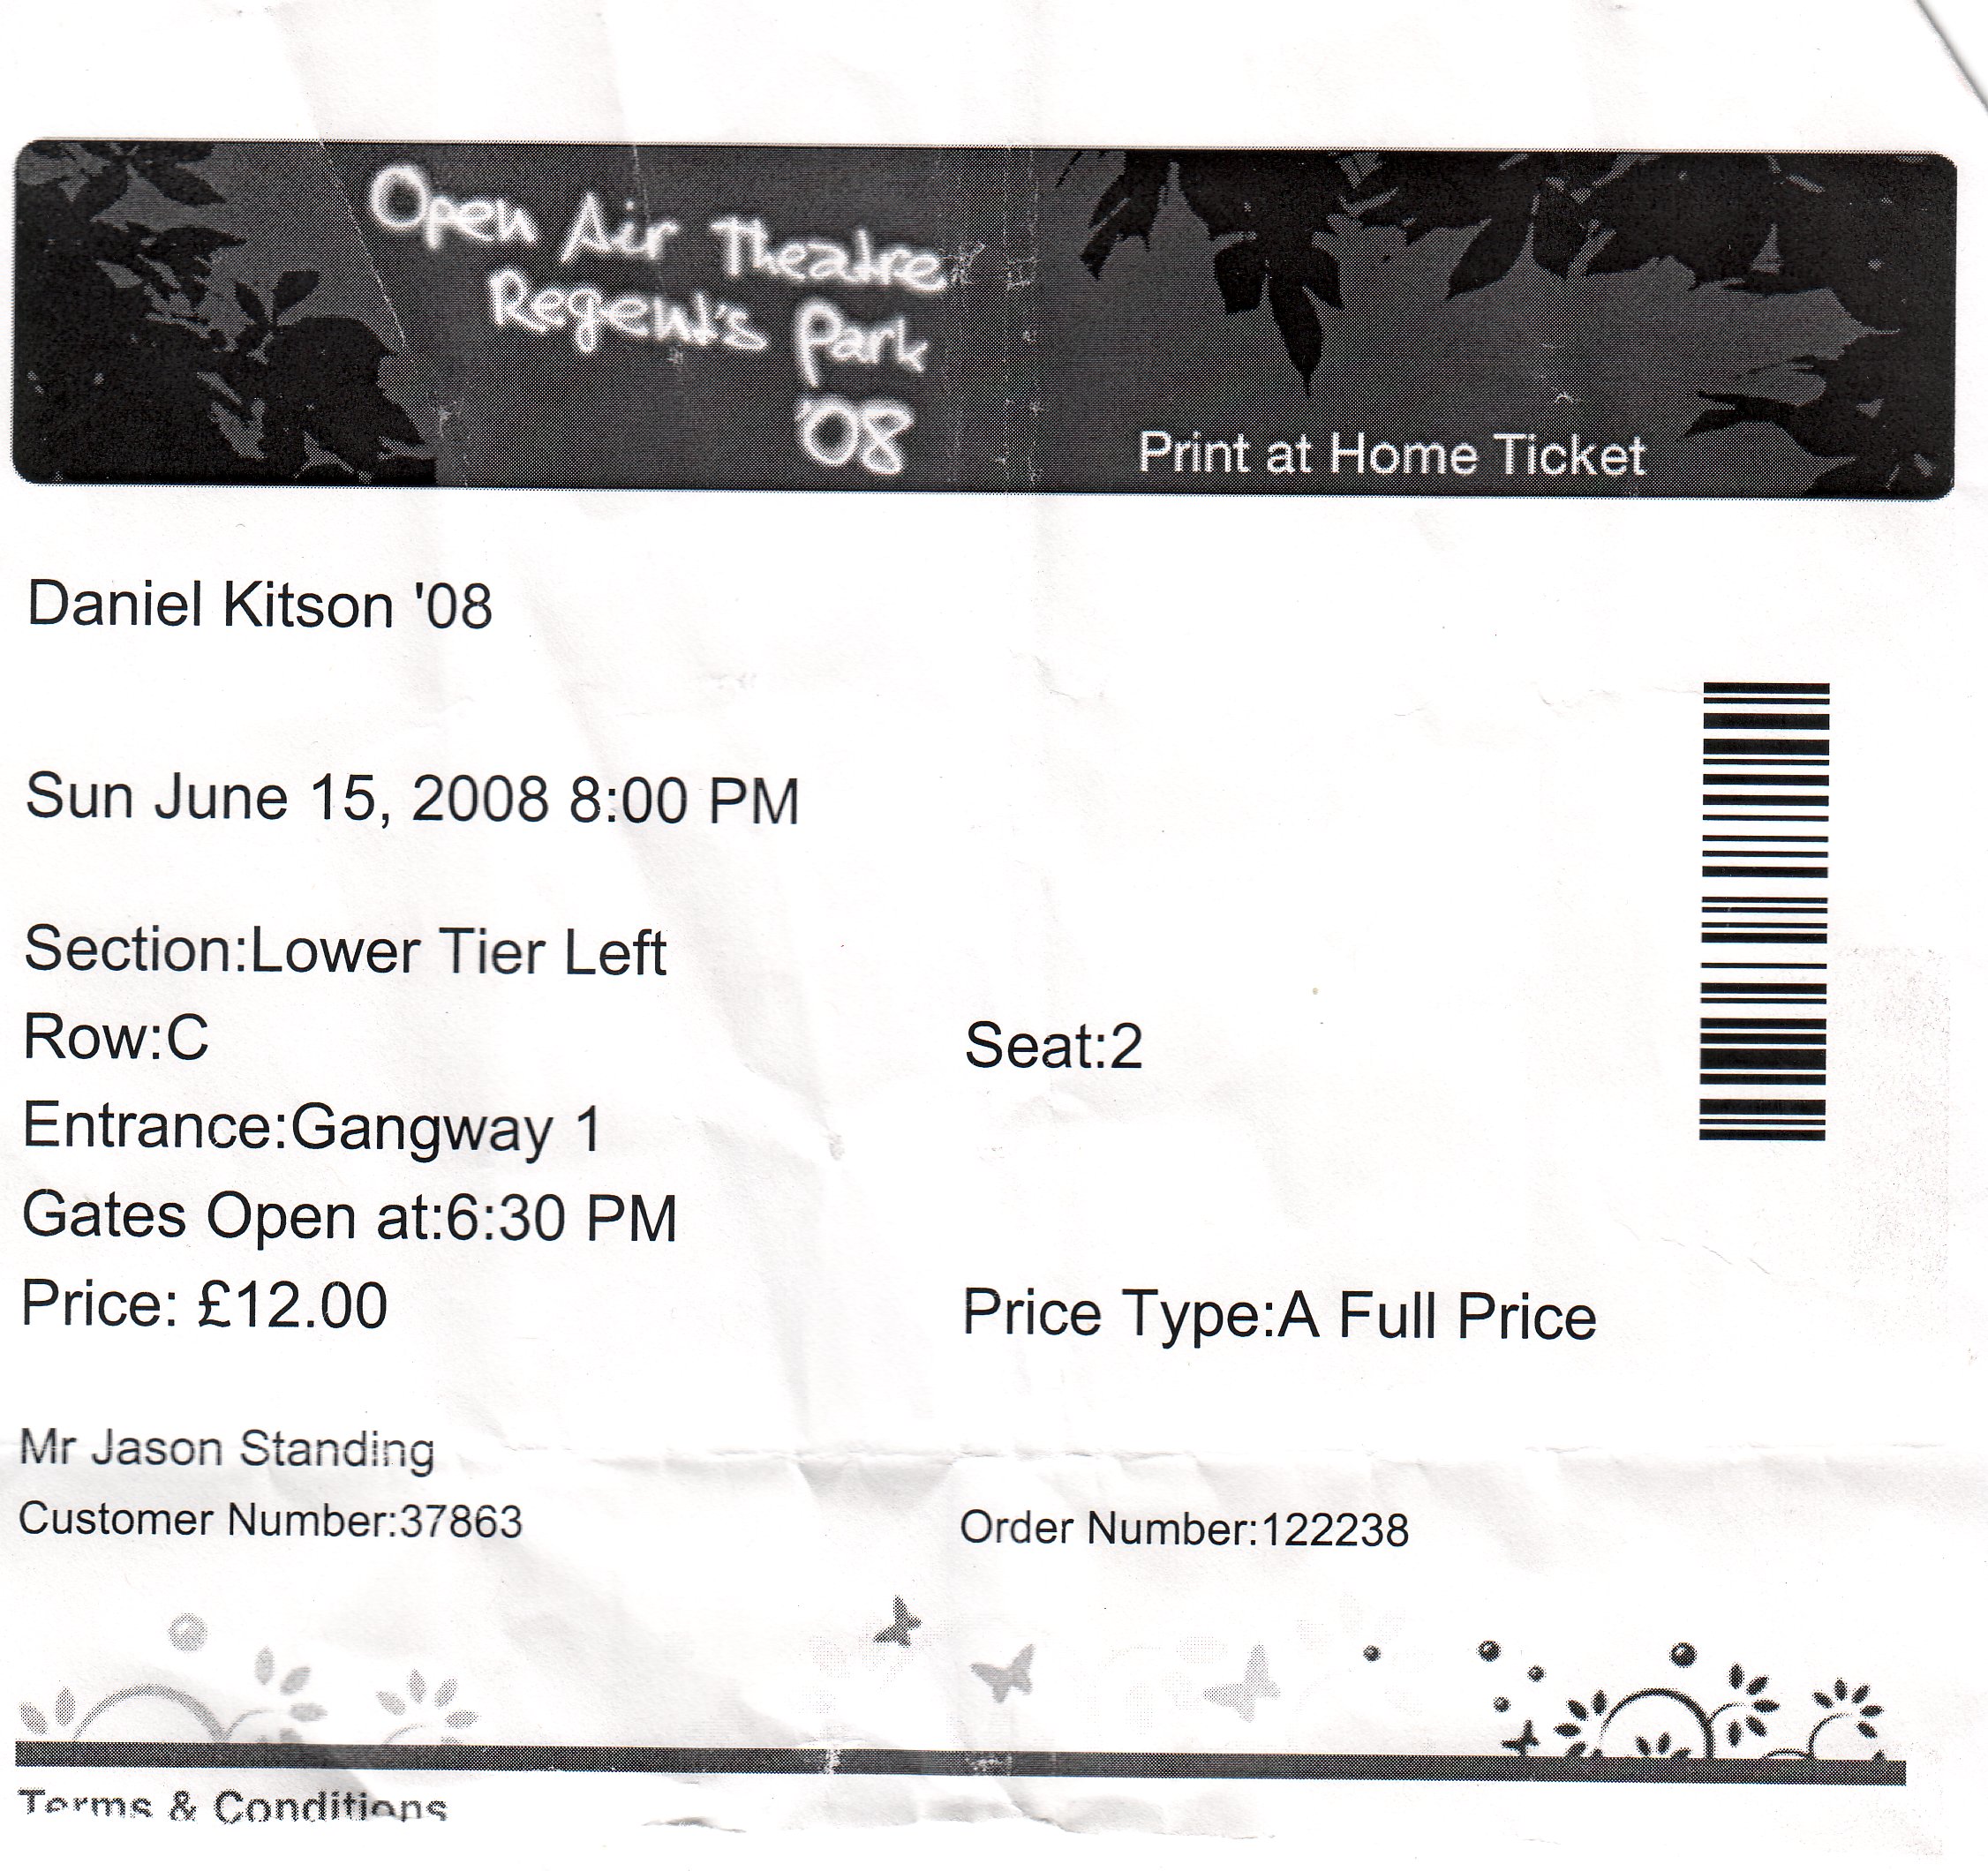 Open Air Theatre
Regent's Park
'08
Print at Home Ticket
Daniel Kitson '08
Sun June 15, 2008 8:00 PM
Section:Lower Tier Left
Row:C
Seat:2
Entrance:Gangway 1
Gates Open at:6:30 PM
Price: £12.00
Price Type:A Full Price
Mr Jason Standing
Customer Number:37863
Order Number:122238
Terms & Conditions